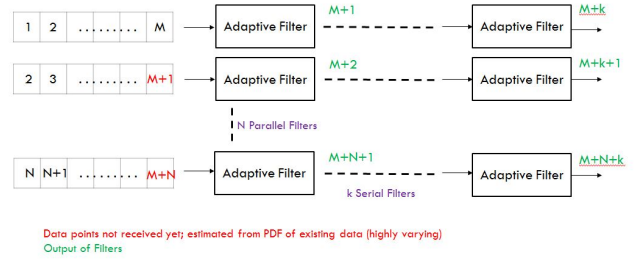 M+1 M+k
1 2 ......... M Adaptive Filter Adaptive Filter
M+2 M+k+1
2 3 ......... M+1 Adaptive Filter Adaptive Filter
N Parallel Filters
M+N+1 M+N+k
N N+1 ......... M+N Adaptive Filter Adaptive Filter
k Serial Filters
Data points not received yet; estimated from PDF of existing data (highly varying)
Output of Filters